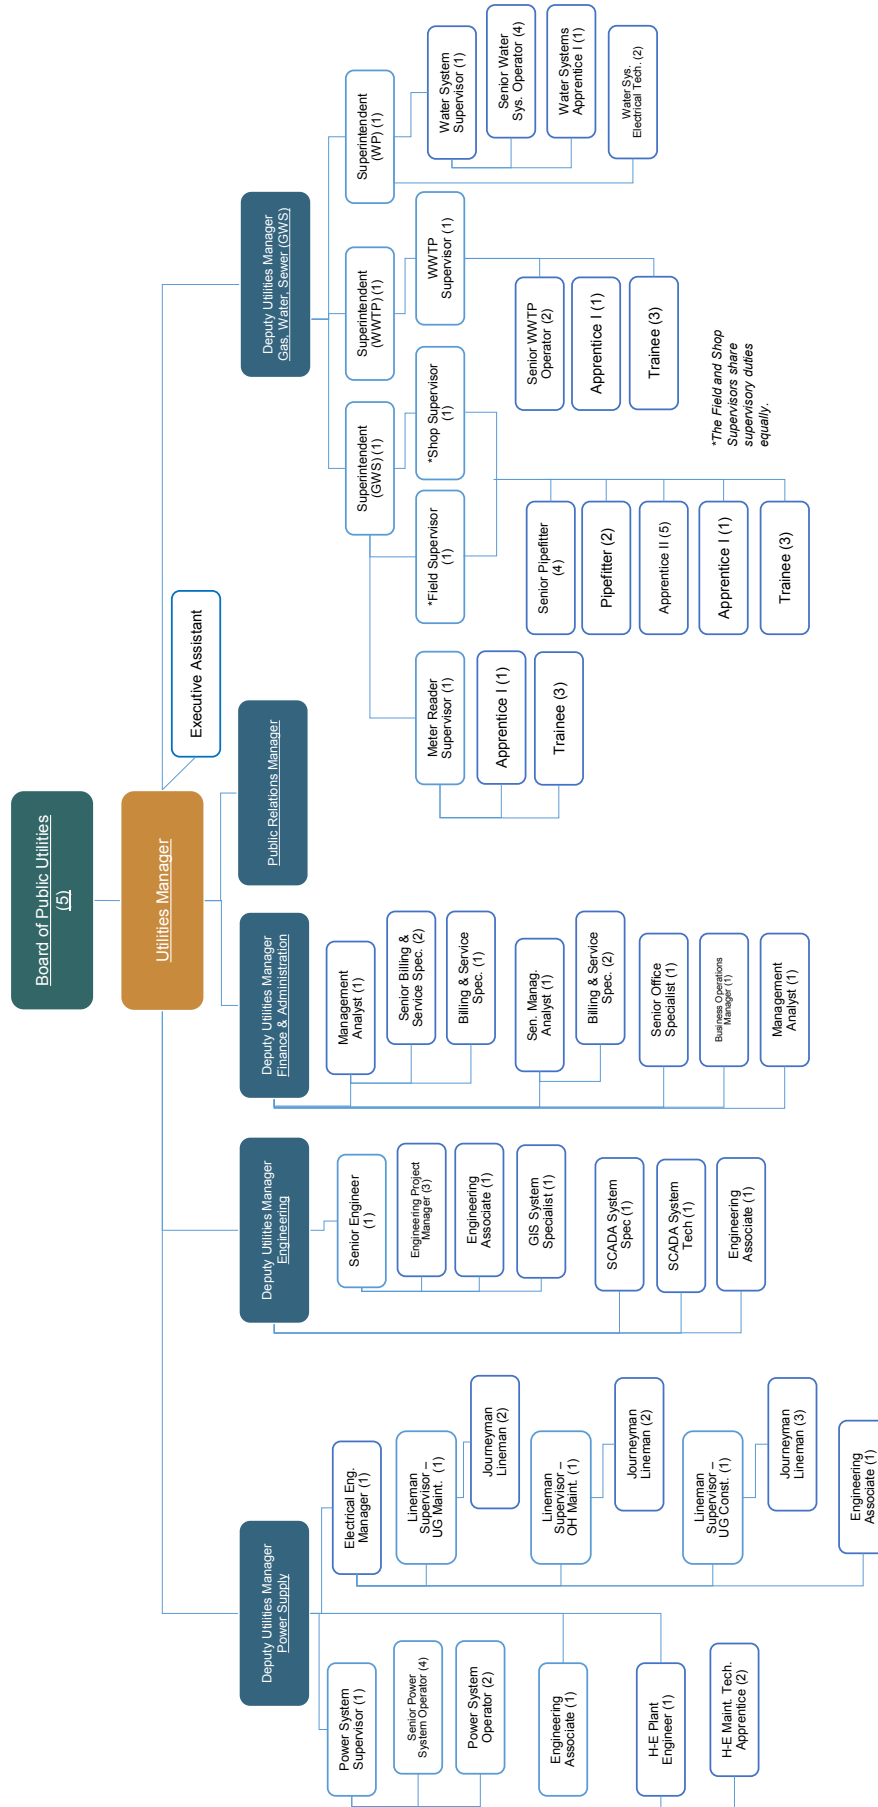 Board of Public Utilities
(5)
Utilities Manager
Executive Assistant
Public Relations Manager
Deputy Utilities Manager
Power Supply
Power System
Supervisor (1)
Senior Power
System Operator (4)
Power System
Operator (2)
Engineering
Associate (1)
H-E Plant
Engineer (1)
H-E Maint. Tech.
Apprentice (2)
Electrical Eng.
Manager (1)
Lineman
Supervisor –
UG Maint. (1)
Journeyman
Lineman (2)
Lineman
Supervisor –
OH Maint. (1)
Journeyman
Lineman (2)
Lineman
Supervisor –
UG Const. (1)
Journeyman
Lineman (3)
Engineering
Associate (1)
Deputy Utilities Manager
Engineering
Senior Engineer
(1)
Engineering Project
Manager (3)
Engineering
Associate (1)
GIS System
Specialist (1)
SCADA System
Spec (1)
SCADA System
Tech (1)
Engineering
Associate (1)
Deputy Utilities Manager
Finance & Administration
Management
Analyst (1)
Senior Billing &
Service Spec. (2)
Billing & Service
Spec. (1)
Sen. Manag.
Analyst (1)
Billing & Service
Spec. (2)
Senior Office
Specialist (1)
Business Operations
Manager (1)
Management
Analyst (1)
Deputy Utilities Manager
Gas, Water, Sewer (GWS)
Superintendent
(GWS) (1)
Meter Reader
Supervisor (1)
Apprentice I (1)
Trainee (3)
*Field Supervisor
(1)
*Shop Supervisor
(1)
Senior Pipefitter
(4)
Pipefitter (2)
Apprentice II (5)
Apprentice I (1)
Trainee (3)
Superintendent
(WWTP) (1)
WWTP
Supervisor (1)
Senior WWTP
Operator (2)
Apprentice I (1)
Trainee (3)
Superintendent
(WP) (1)
Water System
Supervisor (1)
Senior Water
Sys. Operator (4)
Water Systems
Apprentice I (1)
Water Sys.
Electrical Tech. (2)
*The Field and Shop
Supervisors share
supervisory duties
equally.